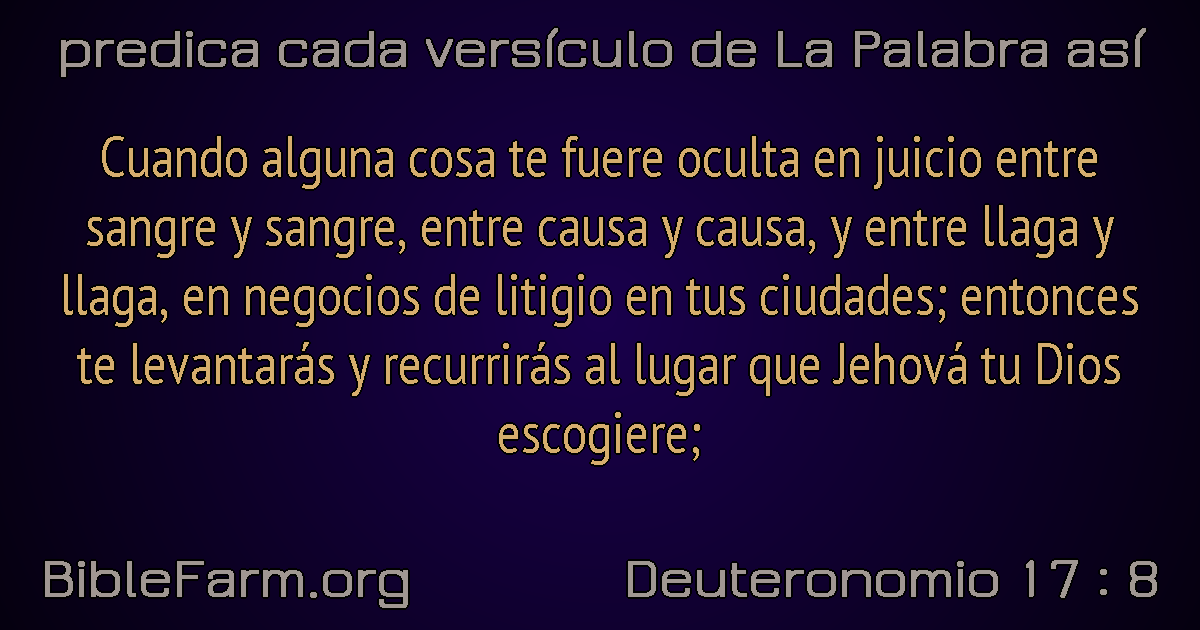 predica cada versículo de La Palabra así
Cuando alguna cosa te fuere oculta en juicio entre
sangre y sangre, entre causa y causa, y entre llaga y
llaga, en negocios de litigio en tus ciudades; entonces
te levantarás y recurrirás al lugar que Jehová tu Dios
escogiere;
BibleFarm.org
Deuteronomio 17 : 8